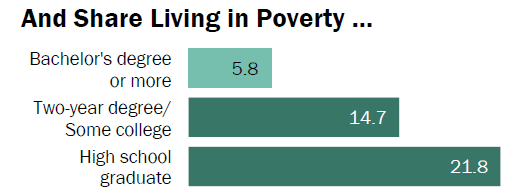 And Share Living in Poverty ...
Bachelor's degree
or more
5.8
Two-year degree/
Some college
14.7
High school
graduate
21.8